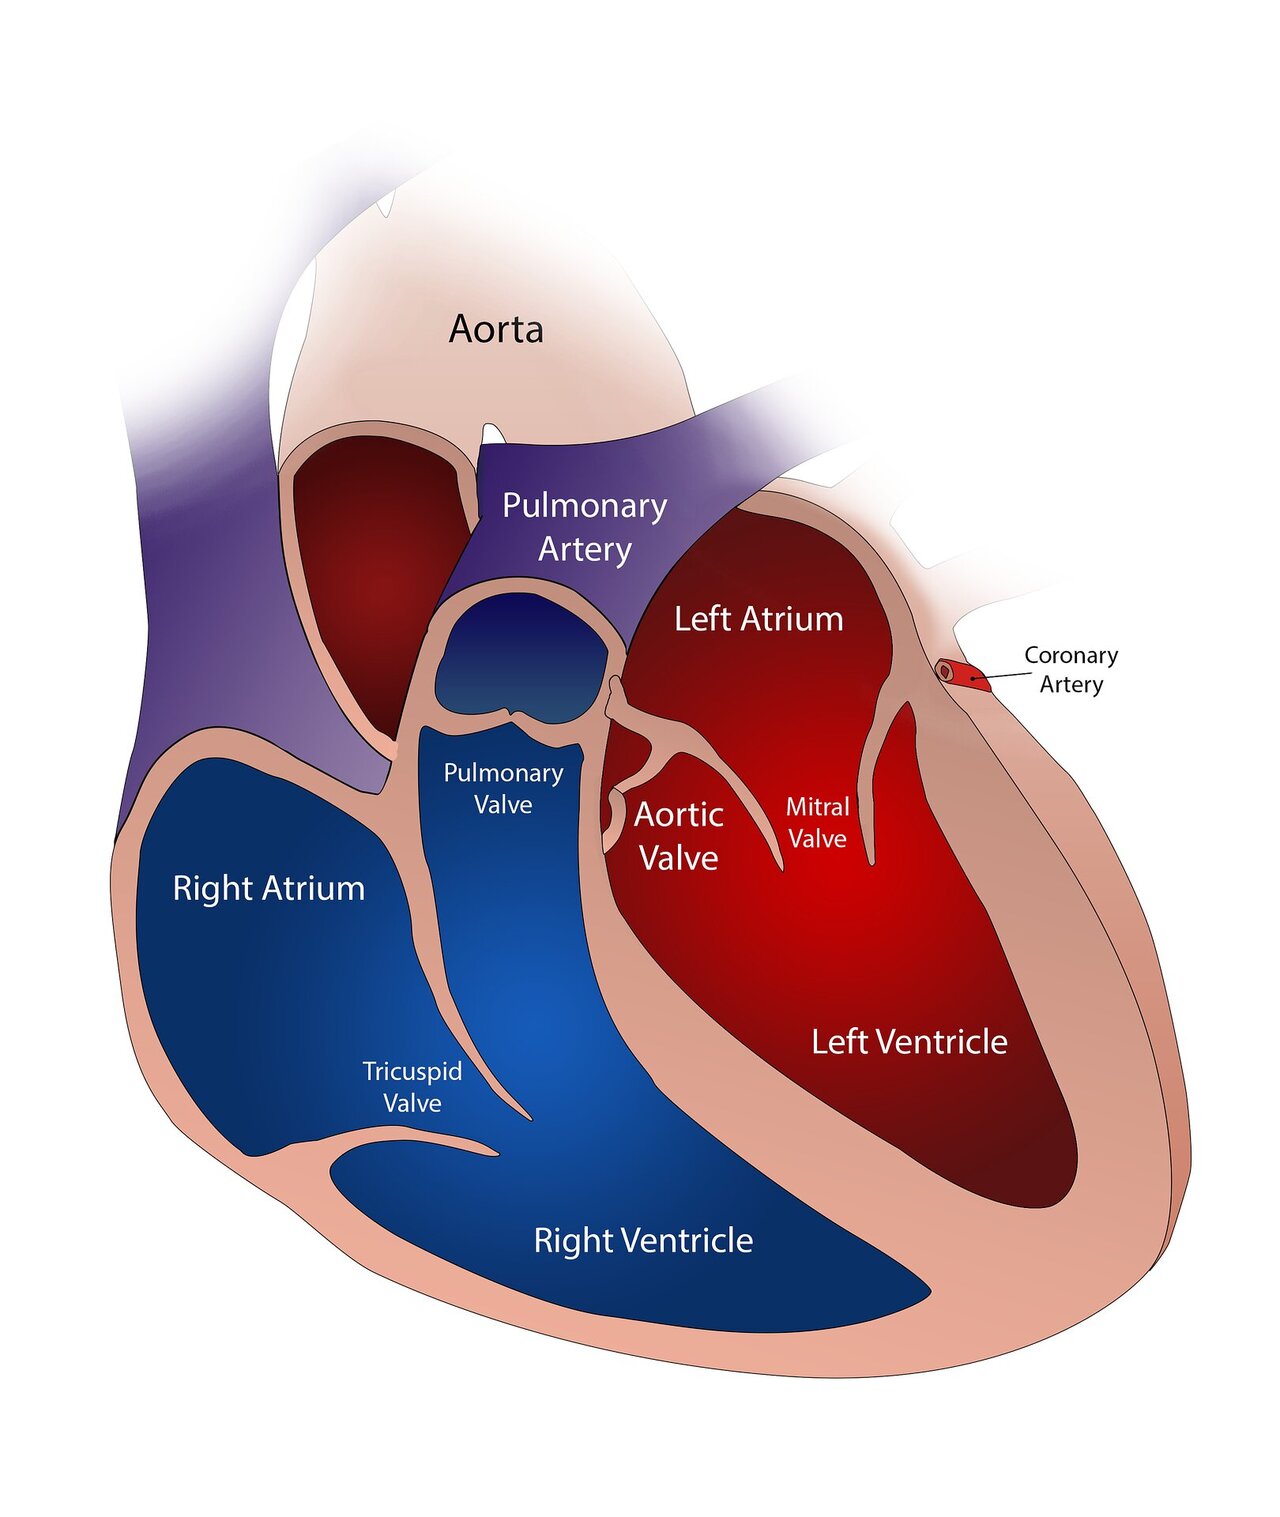 Aorta
Pulmonary
Artery
Left Atrium
Coronary
Artery
Pulmonary
Valve
Aortic
Valve
Mitral
Valve
Right Atrium
Left Ventricle
Tricuspid
Valve
Right Ventricle